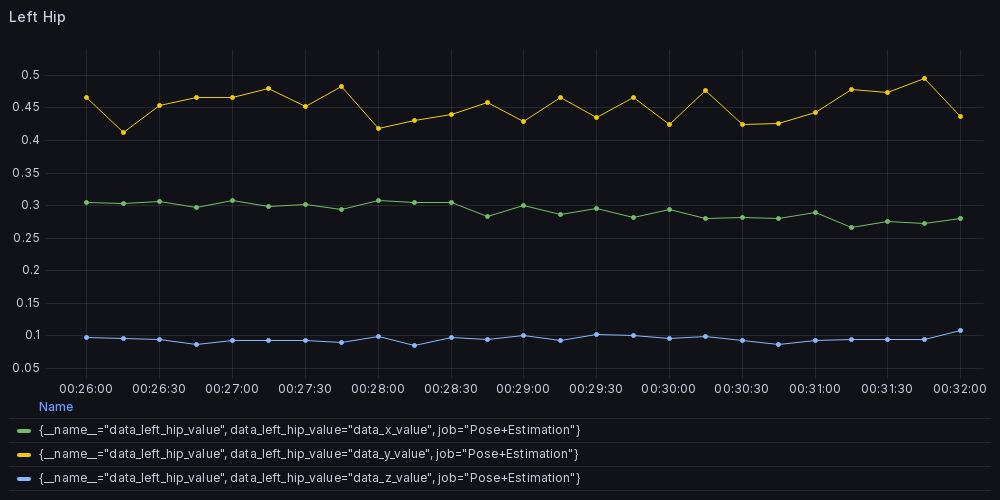 Left Hip
0.5
0.45
0.4
0.35
0.3
0.25
0.2
0.15
0.1
0.05
00:26:00 00:26:30 00:27:00 00:27:30 00:28:00 00:28:30 00:29:00 00:29:30 00:30:00 00:30:30 00:31:00 00:31:30 00:32:00
Name
{__name__="data_left_hip_value", data_left_hip_value="data_x_value", job="Pose+Estimation"}
{__name__="data_left_hip_value", data_left_hip_value="data_y_value", job="Pose+Estimation"}
{__name__="data_left_hip_value", data_left_hip_value="data_z_value", job="Pose+Estimation"}